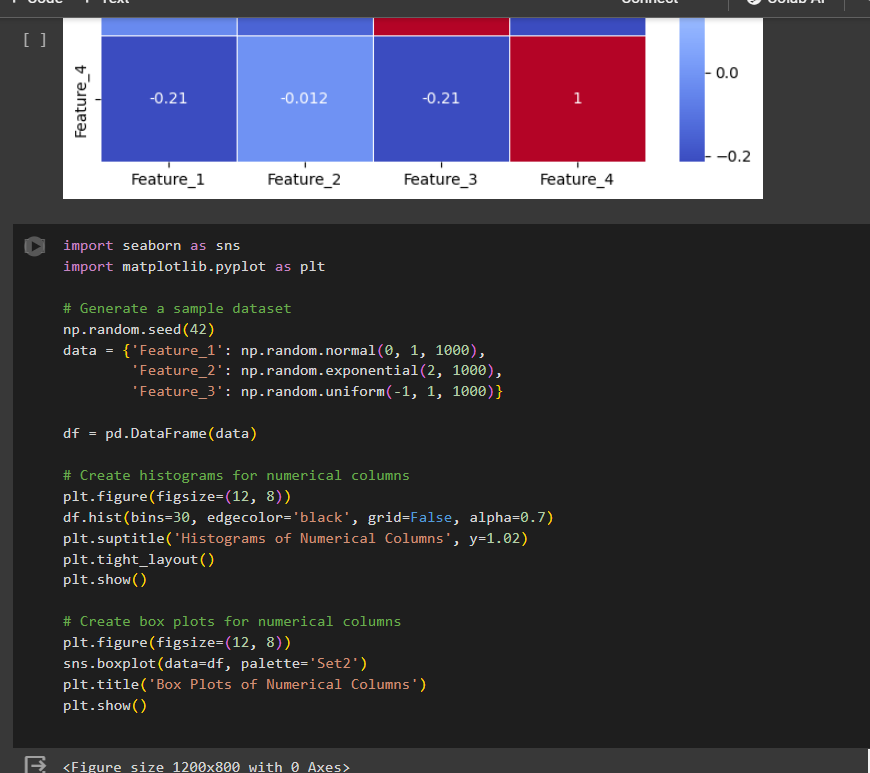 Code Text Connect Colab AI
[ ]
Feature_4
-0.21 -0.012 -0.21 1
0.0
−0.2
Feature_1 Feature_2 Feature_3 Feature_4
import seaborn as sns
import matplotlib.pyplot as plt
# Generate a sample dataset
np.random.seed(42)
data = {'Feature_1': np.random.normal(0, 1, 1000),
'Feature_2': np.random.exponential(2, 1000),
'Feature_3': np.random.uniform(-1, 1, 1000)}
df = pd.DataFrame(data)
# Create histograms for numerical columns
plt.figure(figsize=(12, 8))
df.hist(bins=30, edgecolor='black', grid=False, alpha=0.7)
plt.suptitle('Histograms of Numerical Columns', y=1.02)
plt.tight_layout()
plt.show()
# Create box plots for numerical columns
plt.figure(figsize=(12, 8))
sns.boxplot(data=df, palette='Set2')
plt.title('Box Plots of Numerical Columns')
plt.show()
<Figure size 1200x800 with 0 Axes>